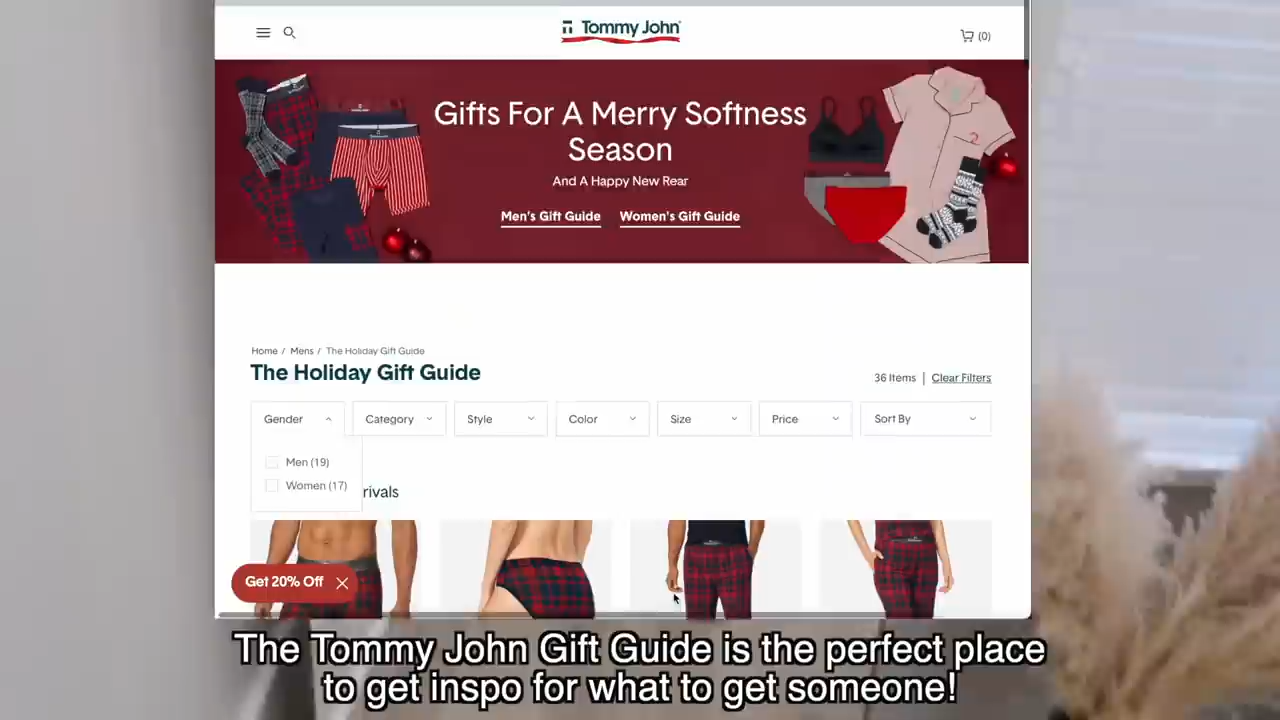 Tommy John
(0)
Gifts For A Merry Softness
Season
And A Happy New Rear
Men's Gift Guide Women's Gift Guide
Home / Mens / The Holiday Gift Guide
The Holiday Gift Guide
36 Items | Clear Filters
Gender Category Style Color Size Price Sort By
Men (19)
Women (17)
rivals
Get 20% Off
The Tommy John Gift Guide is the perfect place
to get inspo for what to get someone!